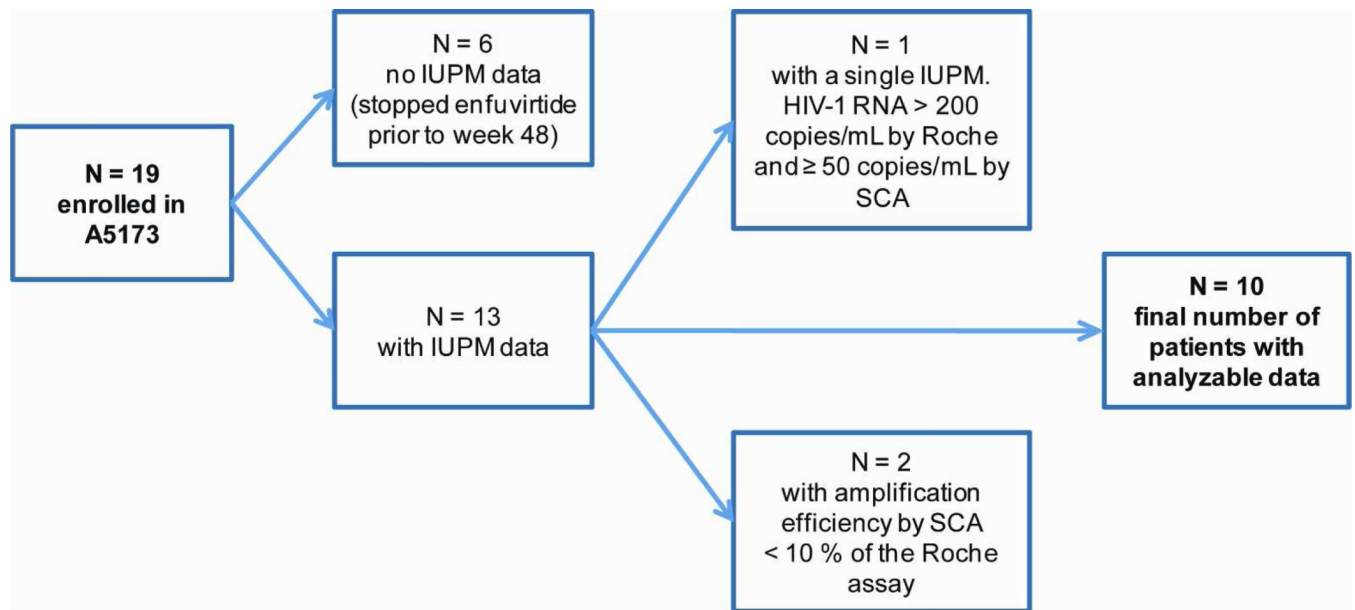 N = 19
enrolled in
A5173
N = 6
no IUPM data
(stopped enfuvirtide
prior to week 48)
N = 13
with IUPM data
N = 1
with a single IUPM.
HIV-1 RNA > 200
copies/mL by Roche
and ≥ 50 copies/mL by
SCA
N = 2
with amplification
efficiency by SCA
< 10 % of the Roche
assay
N = 10
final number of
patients with
analyzable data